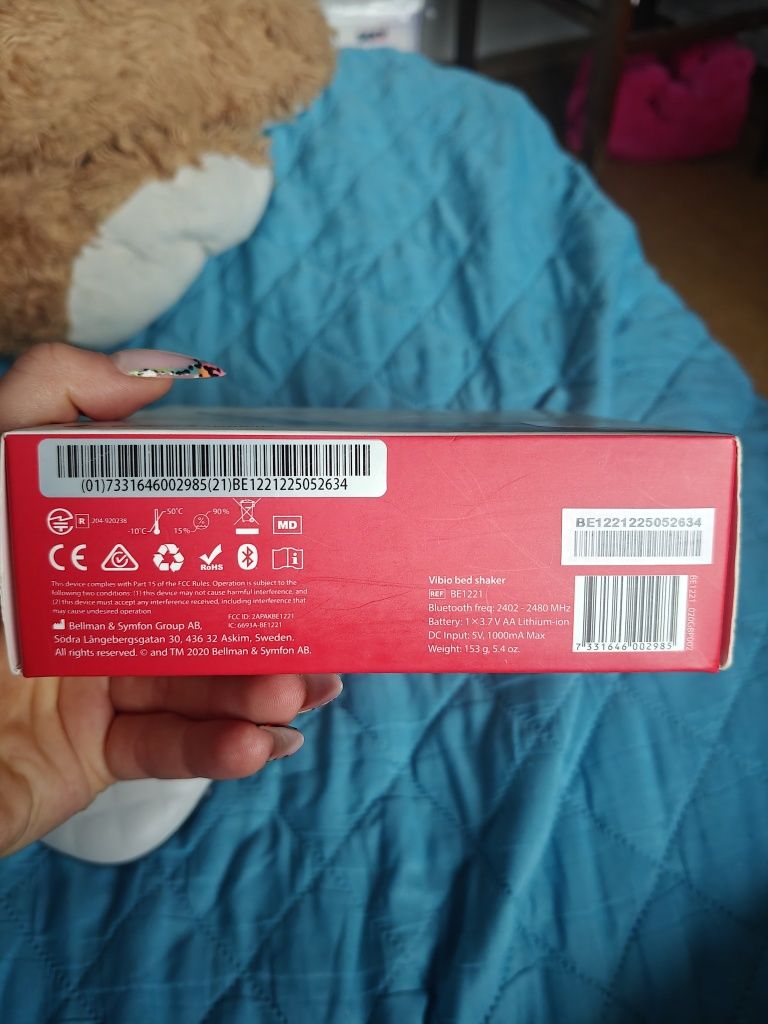 (01)7331646002985(21)BE1221225052634
R 204-920238
-10°C 50°C
15% 90%
MD
CE
RoHS
This device complies with Part 15 of the FCC Rules. Operation is subject to the
following two conditions: (1) this device may not cause harmful interference, and
(2) this device must accept any interference received, including interference that
may cause undesired operation.
FCC ID: 2APAKBE1221
IC: 6693A-BE1221
Bellman & Symfon Group AB,
Södra Långebergsgatan 30, 436 32 Askim, Sweden.
All rights reserved. © and TM 2020 Bellman & Symfon AB.
Vibio bed shaker
REF BE1221
Bluetooth freq: 2402 - 2480 MHz
Battery: 1×3.7 V AA Lithium-ion
DC Input: 5V, 1000mA Max
Weight: 153 g, 5.4 oz.
BE1221225052634
7 331646 002985